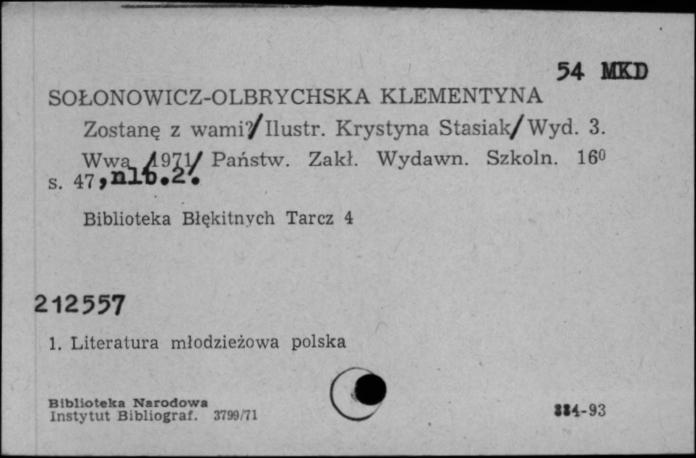 54 MKD
SOŁONOWICZ-OLBRYCHSKA KLEMENTYNA
Zostanę z wami?/Ilustr. Krystyna Stasiak/Wyd. 3.
Wwa /1971/ Państw. Zakł. Wydawn. Szkoln. 16⁰
s. 47,nlb.2.
Biblioteka Błękitnych Tarcz 4
212557
1. Literatura młodzieżowa polska
Biblioteka Narodowa
Instytut Bibliograf. 3799/71
-93